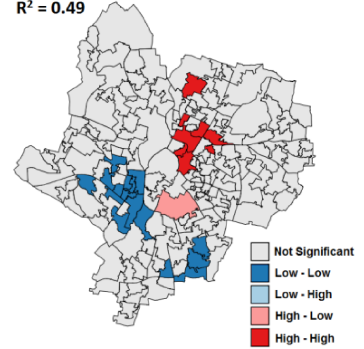 R² = 0.49
Not Significant
Low - Low
Low - High
High - Low
High - High